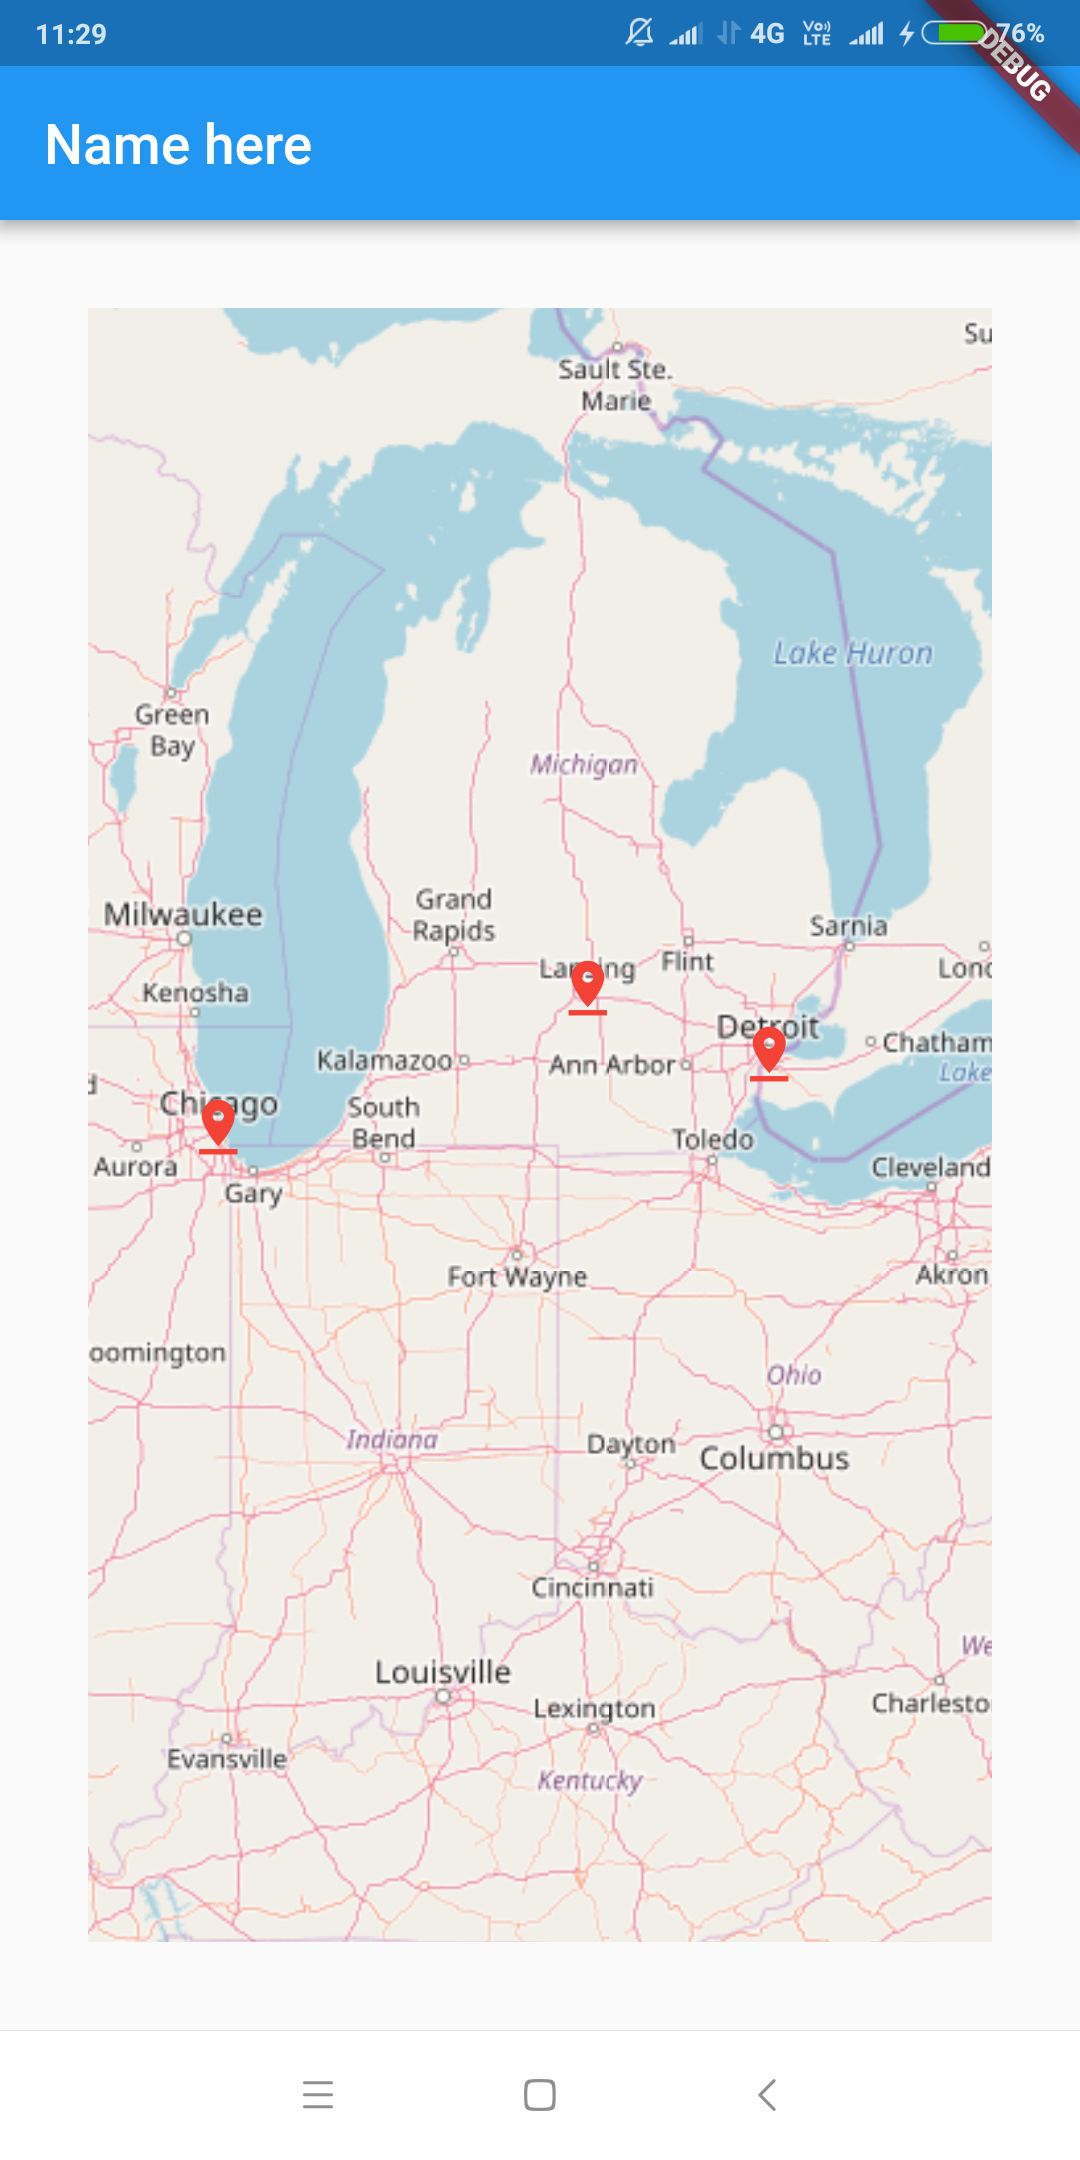 11:29
4G
Vo))
LTE
76%
DEBUG
Name here
Su
Sault Ste.
Marie
Lake Huron
Green
Bay
Michigan
Grand
Rapids
Milwaukee
Sarnia
Lansing
Flint
Lond
Kenosha
Detroit
Chatham
Kalamazoo
Ann Arbor
Lake
d
Chicago
South
Bend
Toledo
Aurora
Cleveland
Gary
Fort Wayne
Akron
oomington
Ohio
Indiana
Dayton
Columbus
Cincinnati
We
Louisville
Lexington
Charlesto
Evansville
Kentucky